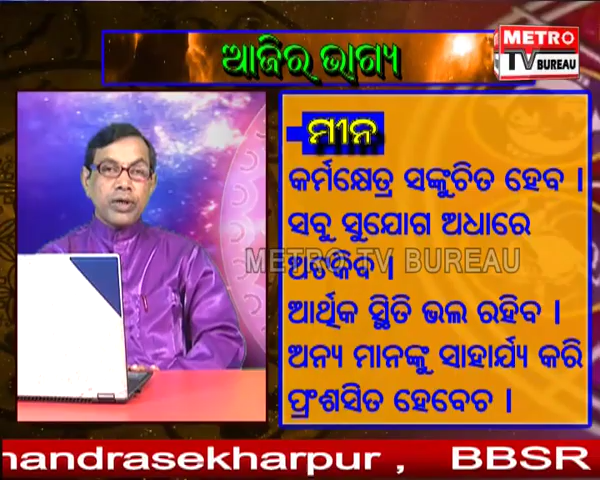 ଆଜିର ଭାଗ୍ୟ
METRO
TV BUREAU
ମୀନ
କର୍ମକ୍ଷେତ୍ର ସଙ୍କୁଚିତ ହେବ ।
ସବୁ ସୁଯୋଗ ଅଧାରେ
ଅଟକିବ ।
METRO TV BUREAU
ଆର୍ଥିକ ସ୍ଥିତି ଭଲ ରହିବ ।
ଅନ୍ୟ ମାନଙ୍କୁ ସାହାର୍ଯ୍ୟ କରି
ପ୍ରଂଶସିତ ହେବେଚ ।
handrasekharpur , BBSR